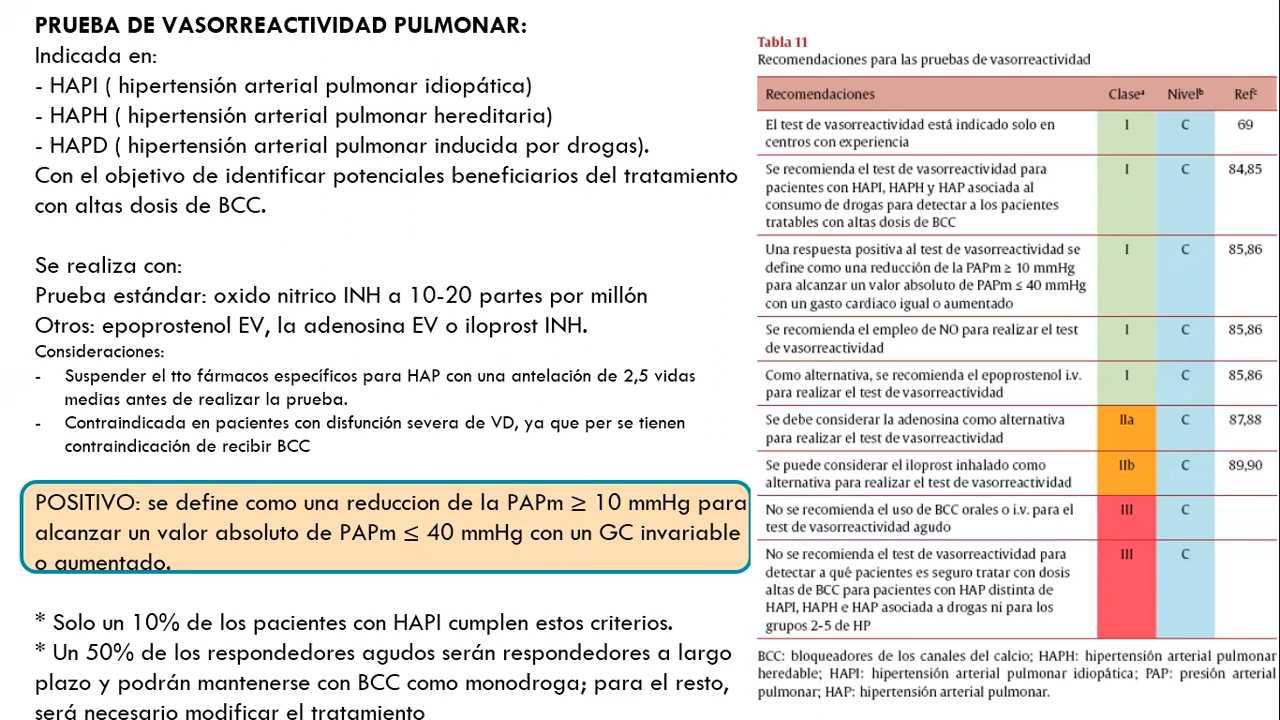 PRUEBA DE VASORREACTIVIDAD PULMONAR:
Indicada en:
- HAPI ( hipertensión arterial pulmonar idiopática)
- HAPH ( hipertensión arterial pulmonar hereditaria)
- HAPD ( hipertensión arterial pulmonar inducida por drogas).
Con el objetivo de identificar potenciales beneficiarios del tratamiento
con altas dosis de BCC.
Se realiza con:
Prueba estándar: oxido nitrico INH a 10-20 partes por millón
Otros: epoprostenol EV, la adenosina EV o iloprost INH.
Consideraciones:
- Suspender el tto fármacos específicos para HAP con una antelación de 2,5 vidas
medias antes de realizar la prueba.
- Contraindicada en pacientes con disfunción severa de VD, ya que per se tienen
contraindicación de recibir BCC
POSITIVO: se define como una reduccion de la PAPm ≥ 10 mmHg para
alcanzar un valor absoluto de PAPm ≤ 40 mmHg con un GC invariable
o aumentado.
* Solo un 10% de los pacientes con HAPI cumplen estos criterios.
* Un 50% de los respondedores agudos serán respondedores a largo
plazo y podrán mantenerse con BCC como monodroga; para el resto,
será necesario modificar el tratamiento
Tabla 11
Recomendaciones para las pruebas de vasorreactividad
Recomendaciones Claseᵃ Nivelᵇ Refᶜ
El test de vasorreactividad está indicado solo en I C 69
centros con experiencia
Se recomienda el test de vasorreactividad para I C 84,85
pacientes con HAPI, HAPH y HAP asociada al
consumo de drogas para detectar a los pacientes
tratables con altas dosis de BCC
Una respuesta positiva al test de vasorreactividad se I C 85,86
define como una reducción de la PAPm ≥ 10 mmHg
para alcanzar un valor absoluto de PAPm ≤ 40 mmHg
con un gasto cardiaco igual o aumentado
Se recomienda el empleo de NO para realizar el test I C 85,86
de vasorreactividad
Como alternativa, se recomienda el epoprostenol i.v. I C 85,86
para realizar el test de vasorreactividad
Se debe considerar la adenosina como alternativa IIa C 87,88
para realizar el test de vasorreactividad
Se puede considerar el iloprost inhalado como IIb C 89,90
alternativa para realizar el test de vasorreactividad
No se recomienda el uso de BCC orales o i.v. para el III C
test de vasorreactividad agudo
No se recomienda el test de vasorreactividad para III C
detectar a qué pacientes es seguro tratar con dosis
altas de BCC para pacientes con HAP distinta de
HAPI, HAPH e HAP asociada a drogas ni para los
grupos 2-5 de HP
BCC: bloqueadores de los canales del calcio; HAPH: hipertensión arterial pulmonar
heredable; HAPI: hipertensión arterial pulmonar idiopática; PAP: presión arterial
pulmonar; HAP: hipertensión arterial pulmonar.